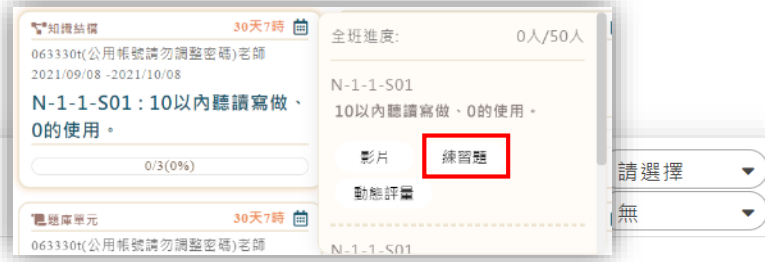 知識結構 30天7時
063330t(公用帳號請勿調整密碼)老師
2021/09/08 -2021/10/08
N-1-1-S01 : 10以內聽讀寫做、
0的使用。
0/3(0%)
題庫單元 30天7時
063330t(公用帳號請勿調整密碼)老師
全班進度: 0人/50人
N-1-1-S01
10以內聽讀寫做、0的使用。
影片 練習題
動態評量
N-1-1-S01
請選擇
無